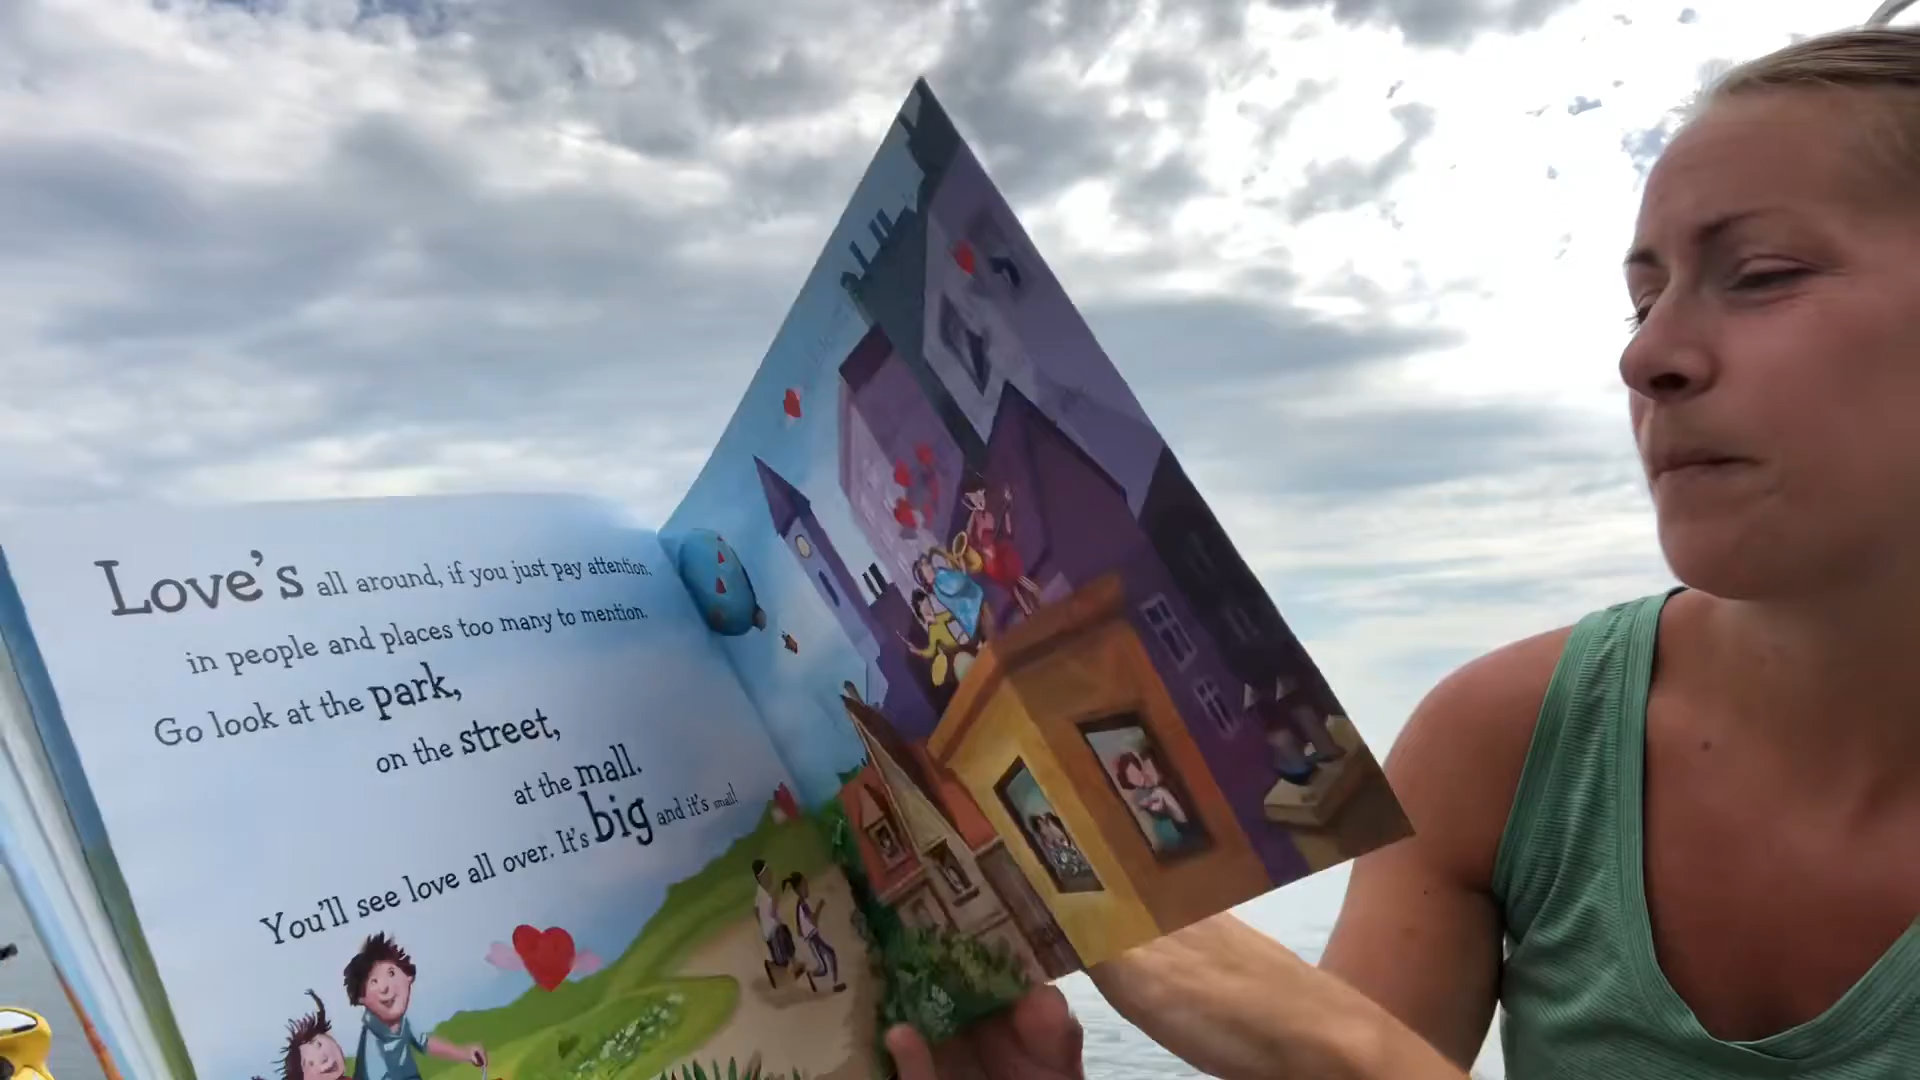 Love's all around, if you just pay attention,
in people and places too many to mention.
Go look at the park,
on the street,
at the mall.
You'll see love all over. It's big and it's small!